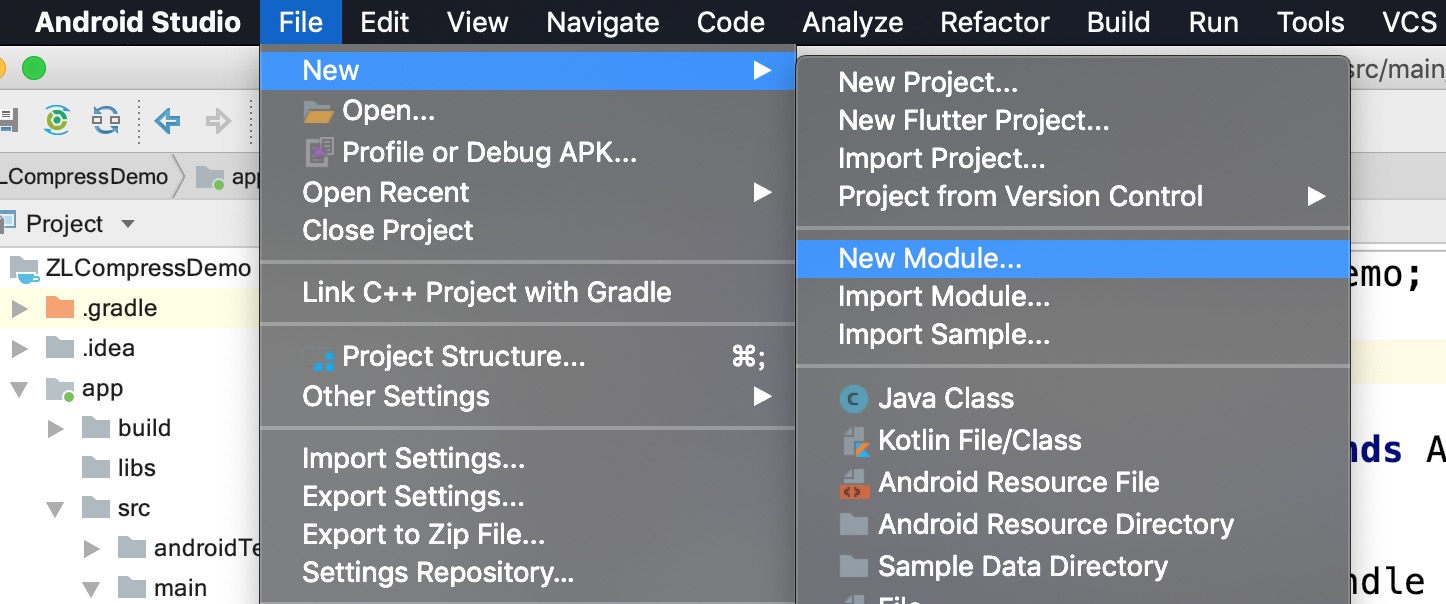 Android Studio File Edit View Navigate Code Analyze Refactor Build Run Tools VCS
src/main
LCompressDemo
Project
ZLCompressDemo
.gradle
.idea
app
build
libs
src
androidTe
main
New
Open...
Profile or Debug APK...
Open Recent
Close Project
Link C++ Project with Gradle
Project Structure... ⌘;
Other Settings
Import Settings...
Export Settings...
Export to Zip File...
Settings Repository...
New Project...
New Flutter Project...
Import Project...
Project from Version Control
New Module...
Import Module...
Import Sample...
C Java Class
Kotlin File/Class
Android Resource File
Android Resource Directory
Sample Data Directory
File
emo;
nds A
ndle